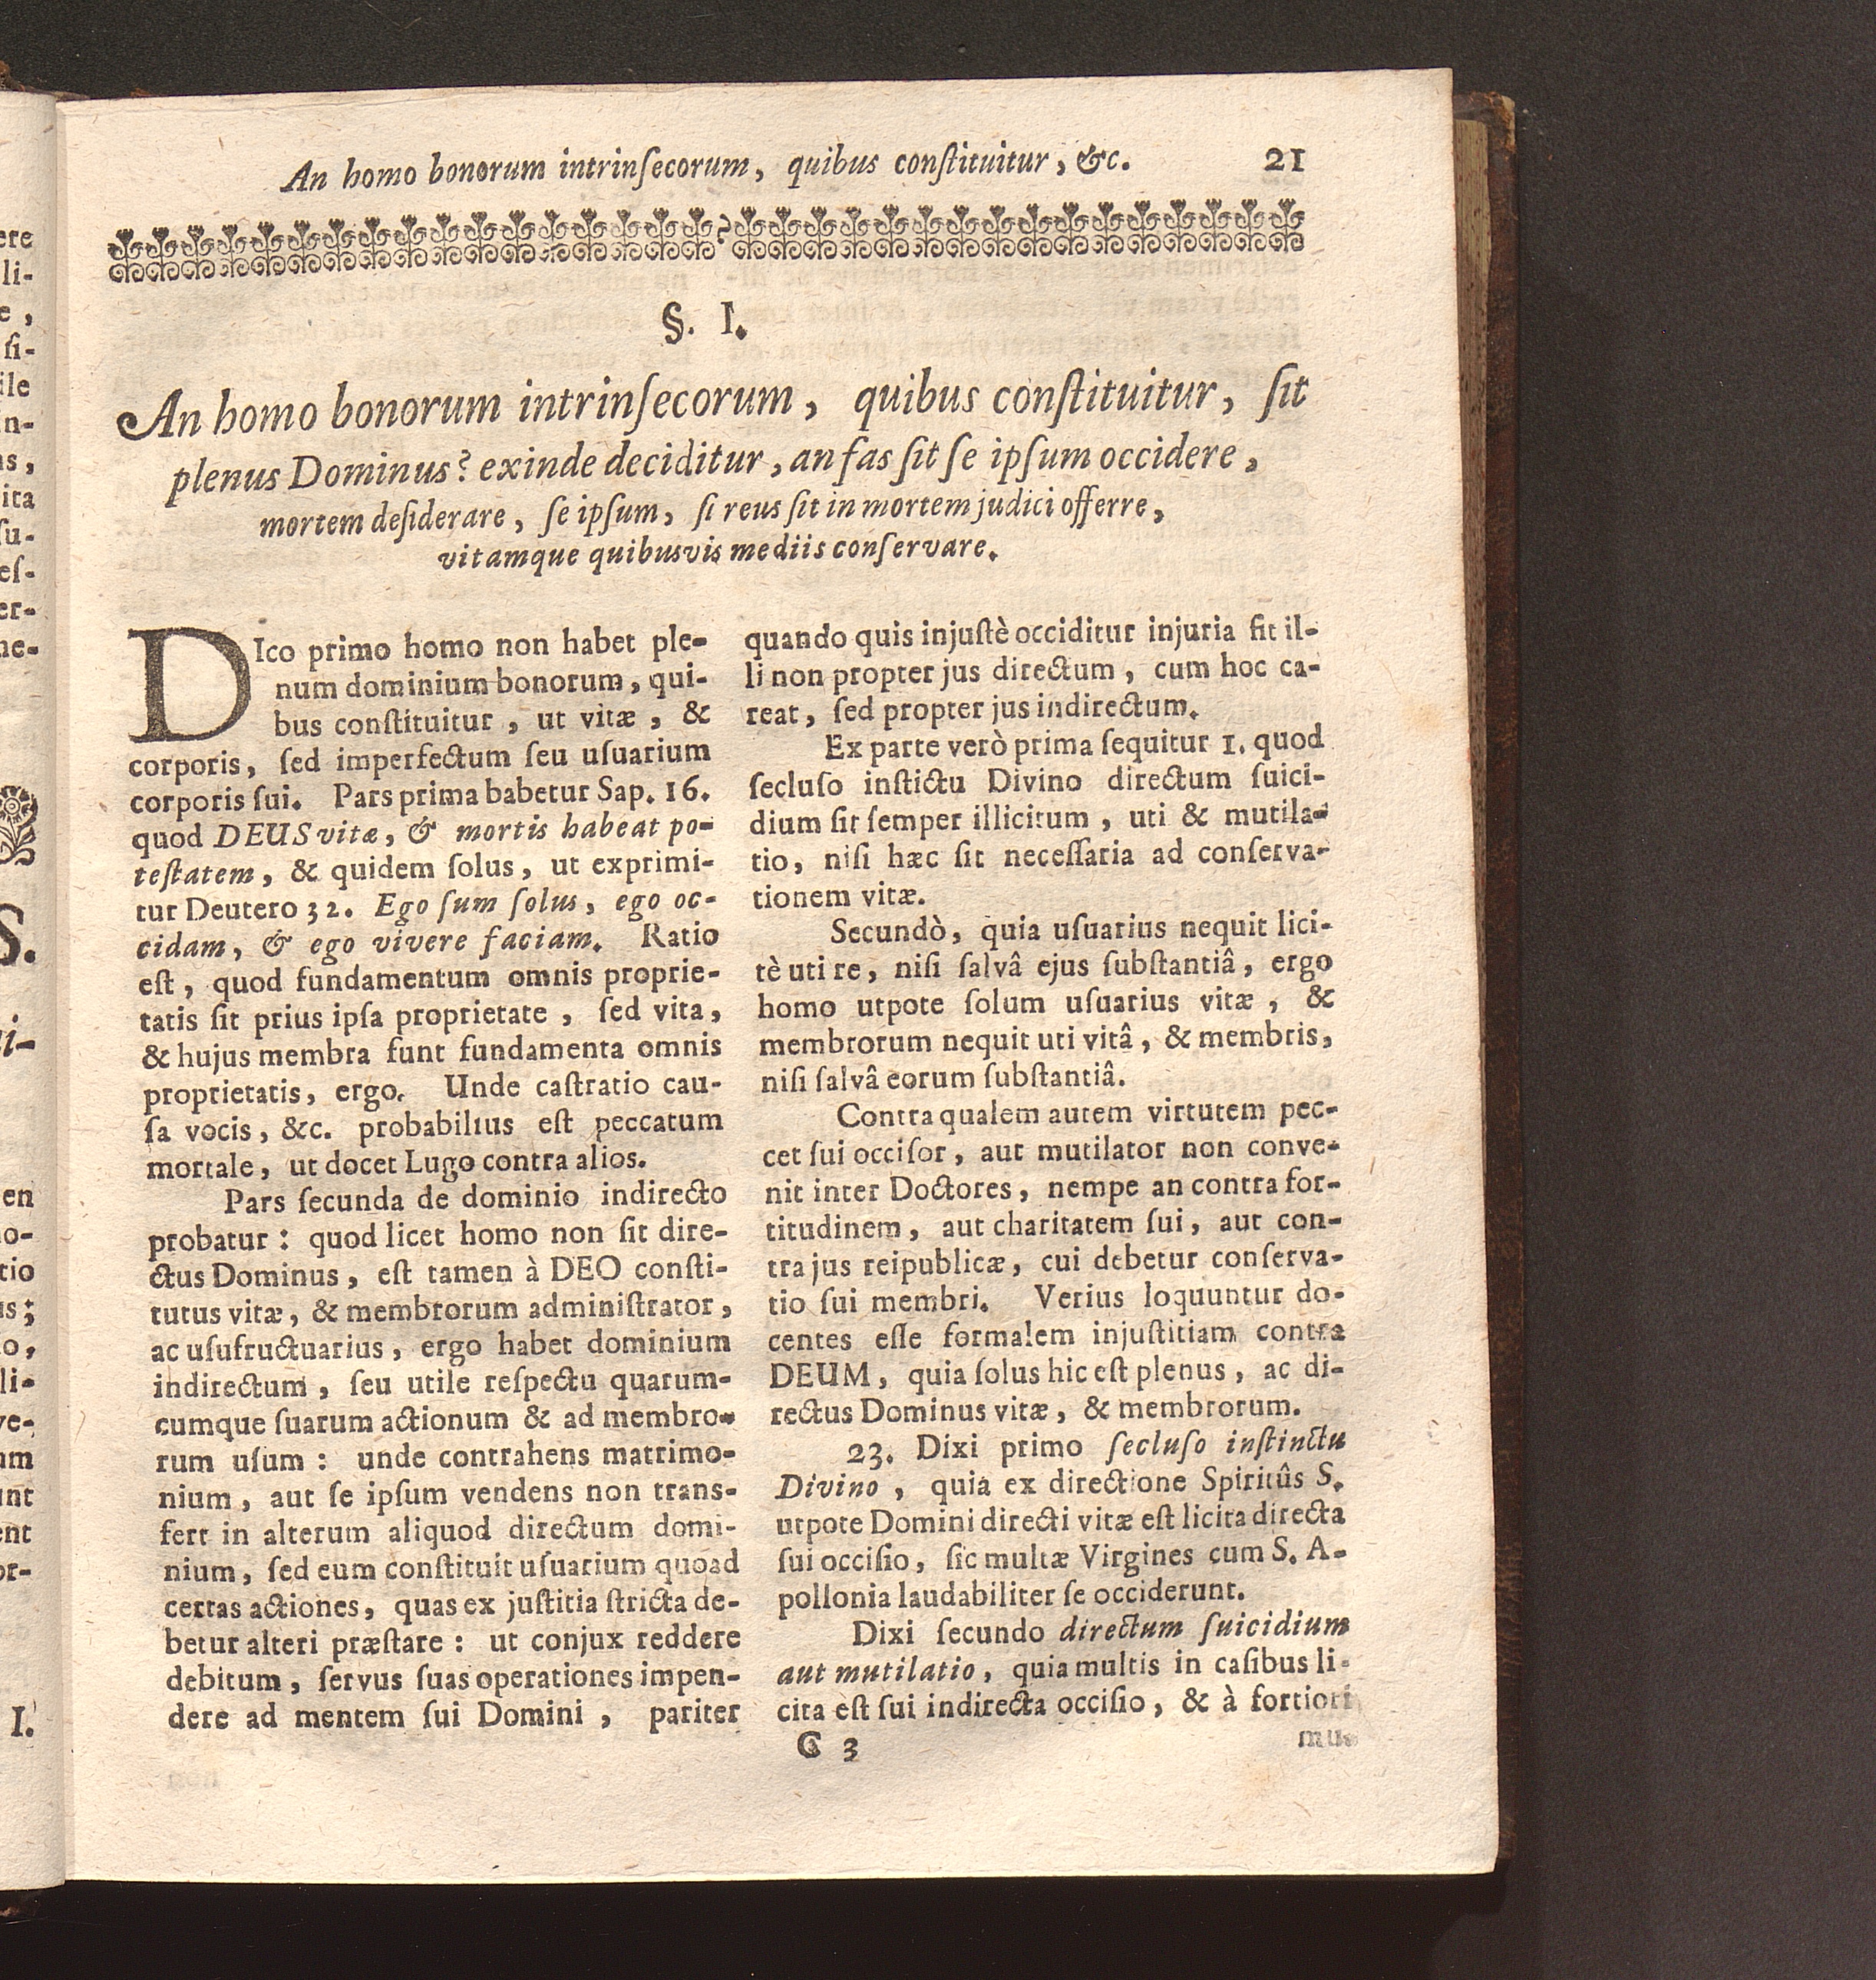 An homo bonorum intrinſecorum, quibus conſtituitur, &c. 21
§. I.
An homo bonorum intrinſecorum, quibus conſtituitur, ſit
plenus Dominus? exinde deciditur, an fas ſit ſe ipſum occidere,
mortem deſiderare, ſe ipſum, ſi reus ſit in mortem judici offerre,
vitamque quibusvis mediis conſervare.
DIco primo homo non habet ple-
num dominium bonorum, qui-
bus conſtituitur, ut vitæ, &
corporis, ſed imperfectum ſeu uſuarium
corporis ſui. Pars prima babetur Sap. 16.
quod DEUS vitæ, & mortis habeat po-
teſtatem, & quidem ſolus, ut exprimi-
tur Deutero 32. Ego ſum ſolus, ego oc-
cidam, & ego vivere faciam. Ratio
eſt, quod fundamentum omnis proprie-
tatis ſit prius ipſa proprietate, ſed vita,
& hujus membra ſunt fundamenta omnis
proprietatis, ergo. Unde caſtratio cau-
ſa vocis, &c. probabilius eſt peccatum
mortale, ut docet Lugo contra alios.
Pars ſecunda de dominio indirecto
probatur: quod licet homo non ſit dire-
ctus Dominus, eſt tamen à DEO conſti-
tutus vitæ, & membrorum adminiſtrator,
ac uſufructuarius, ergo habet dominium
indirectum, ſeu utile reſpectu quarum-
cumque ſuarum actionum & ad membro-
rum uſum: unde contrahens matrimo-
nium, aut ſe ipſum vendens non trans-
fert in alterum aliquod directum domi-
nium, ſed eum conſtituit uſuarium quoad
certas actiones, quas ex juſtitia ſtricta de-
betur alteri præſtare: ut conjux reddere
debitum, ſervus ſuas operationes impen-
dere ad mentem ſui Domini, pariter
quando quis injuſtè occiditur injuria fit il-
li non propter jus directum, cum hoc ca-
reat, ſed propter jus indirectum.
Ex parte verò prima ſequitur 1. quod
ſecluſo inſtictu Divino directum ſuici-
dium ſit ſemper illicitum, uti & mutila-
tio, niſi hæc ſit neceſſaria ad conſerva-
tionem vitæ.
Secundò, quia uſuarius nequit lici-
tè uti re, niſi ſalvâ ejus ſubſtantiâ, ergo
homo utpote ſolum uſuarius vitæ, &
membrorum nequit uti vitâ, & membris,
niſi ſalvâ eorum ſubſtantiâ.
Contra qualem autem virtutem pec-
cet ſui occiſor, aut mutilator non conve-
nit inter Doctores, nempe an contra for-
titudinem, aut charitatem ſui, aut con-
tra jus reipublicæ, cui debetur conſerva-
tio ſui membri. Verius loquuntur do-
centes eſſe formalem injuſtitiam contra
DEUM, quia ſolus hic eſt plenus, ac di-
rectus Dominus vitæ, & membrorum.
23. Dixi primo ſecluſo inſtinctu
Divino, quia ex directione Spiritûs S.
utpote Domini directi vitæ eſt licita directa
ſui occiſio, ſic multæ Virgines cum S. A-
pollonia laudabiliter ſe occiderunt.
Dixi ſecundo directum ſuicidium
aut mutilatio, quia multis in caſibus li-
cita eſt ſui indirecta occiſio, & à fortiori
C 3 mus